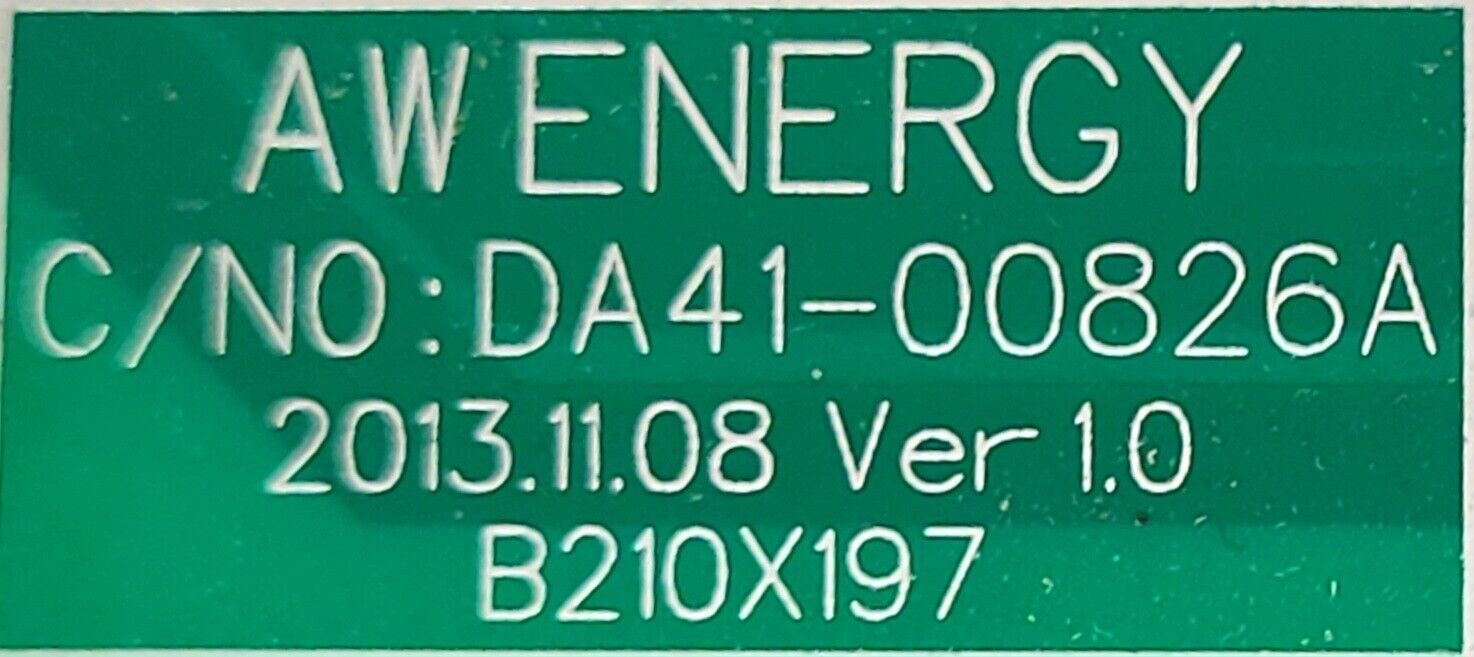 AW ENERGY
C/NO:DA41-00826A
2013.11.08 Ver 1.0
B210X197